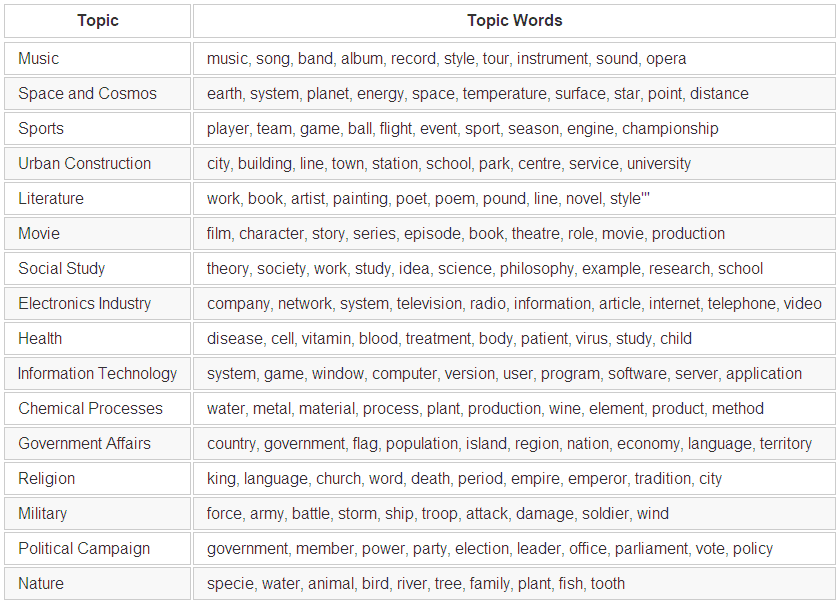 Topic Topic Words
Music music, song, band, album, record, style, tour, instrument, sound, opera
Space and Cosmos earth, system, planet, energy, space, temperature, surface, star, point, distance
Sports player, team, game, ball, flight, event, sport, season, engine, championship
Urban Construction city, building, line, town, station, school, park, centre, service, university
Literature work, book, artist, painting, poet, poem, pound, line, novel, style'"
Movie film, character, story, series, episode, book, theatre, role, movie, production
Social Study theory, society, work, study, idea, science, philosophy, example, research, school
Electronics Industry company, network, system, television, radio, information, article, internet, telephone, video
Health disease, cell, vitamin, blood, treatment, body, patient, virus, study, child
Information Technology system, game, window, computer, version, user, program, software, server, application
Chemical Processes water, metal, material, process, plant, production, wine, element, product, method
Government Affairs country, government, flag, population, island, region, nation, economy, language, territory
Religion king, language, church, word, death, period, empire, emperor, tradition, city
Military force, army, battle, storm, ship, troop, attack, damage, soldier, wind
Political Campaign government, member, power, party, election, leader, office, parliament, vote, policy
Nature specie, water, animal, bird, river, tree, family, plant, fish, tooth